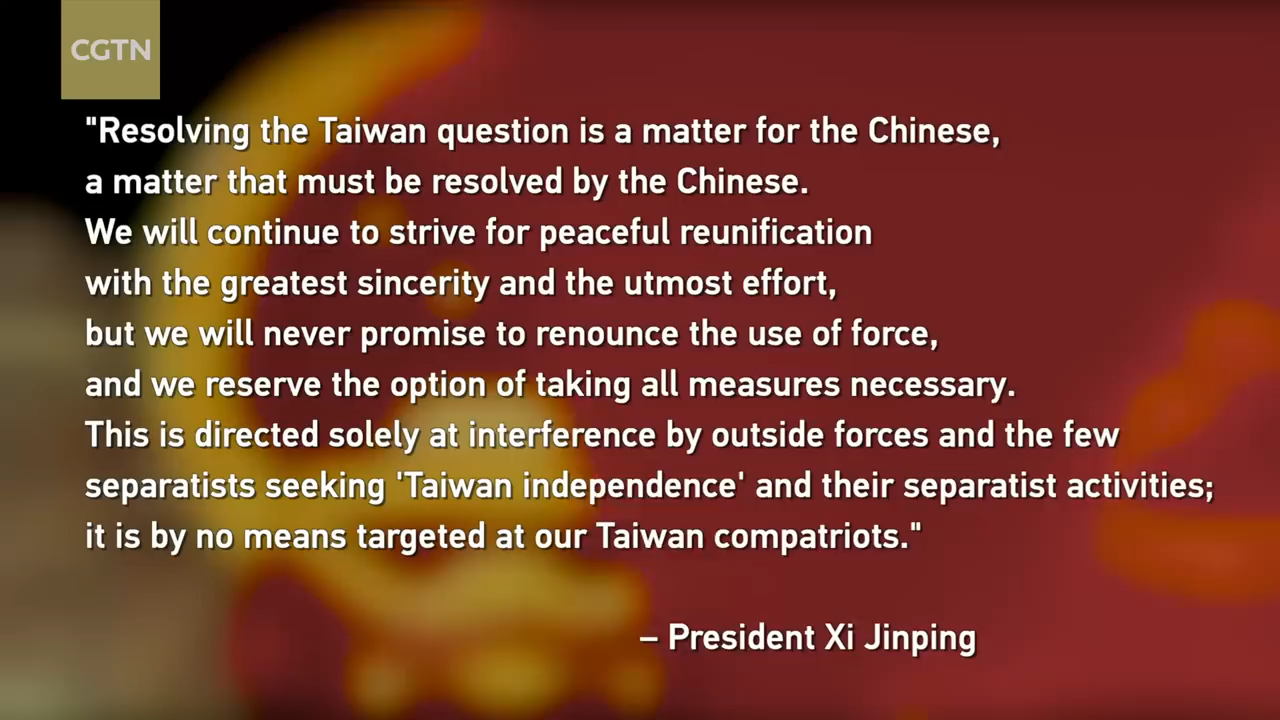 CGTN
"Resolving the Taiwan question is a matter for the Chinese,
a matter that must be resolved by the Chinese.
We will continue to strive for peaceful reunification
with the greatest sincerity and the utmost effort,
but we will never promise to renounce the use of force,
and we reserve the option of taking all measures necessary.
This is directed solely at interference by outside forces and the few
separatists seeking 'Taiwan independence' and their separatist activities;
it is by no means targeted at our Taiwan compatriots."
– President Xi Jinping